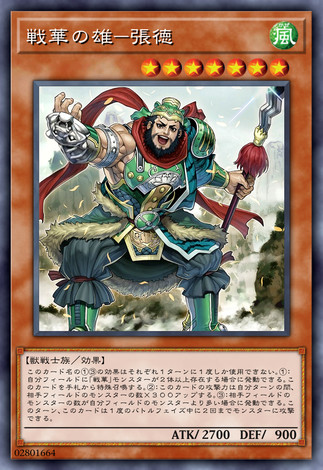 戦華の雄－張徳
風
【獣戦士族／効果】
このカード名の①③の効果はそれぞれ１ターンに１度しか使用できない。①：
自分フィールドに「戦華」モンスターが２体以上存在する場合に発動できる。こ
のカードを手札から特殊召喚する。②：このカードの攻撃力は自分ターンの間、
相手フィールドのモンスターの数×３００アップする。③：相手フィールドの
モンスターの数が自分フィールドのモンスターより多い場合に発動できる。こ
のターン、このカードは１度のバトルフェイズ中に２回までモンスターに攻撃
できる。
ATK/ 2700 DEF/ 900
02801664